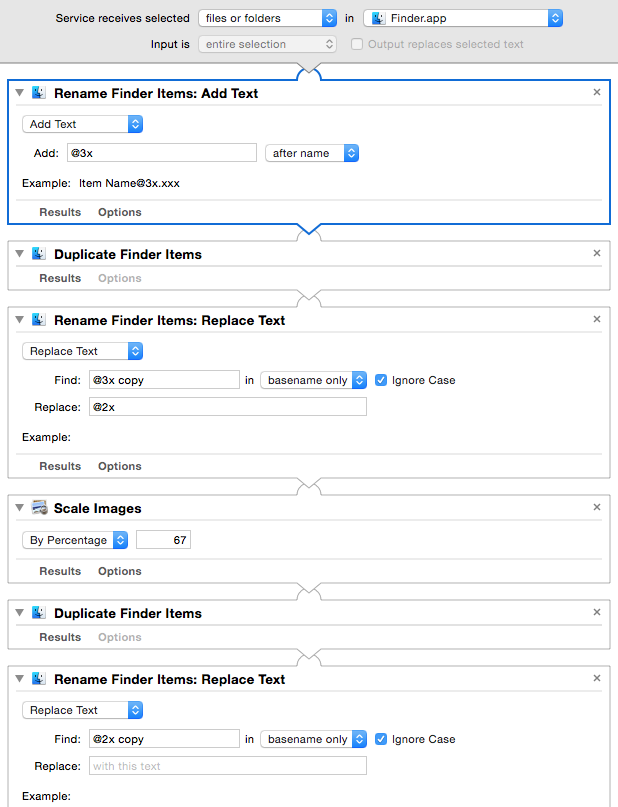 Service receives selected files or folders in Finder.app
Input is entire selection Output replaces selected text
Rename Finder Items: Add Text
Add Text
Add: @3x after name
Example: Item Name@3x.xxx
Results Options
Duplicate Finder Items
Results Options
Rename Finder Items: Replace Text
Replace Text
Find: @3x copy in basename only Ignore Case
Replace: @2x
Example:
Results Options
Scale Images
By Percentage 67
Results Options
Duplicate Finder Items
Results Options
Rename Finder Items: Replace Text
Replace Text
Find: @2x copy in basename only Ignore Case
Replace: with this text
Example: